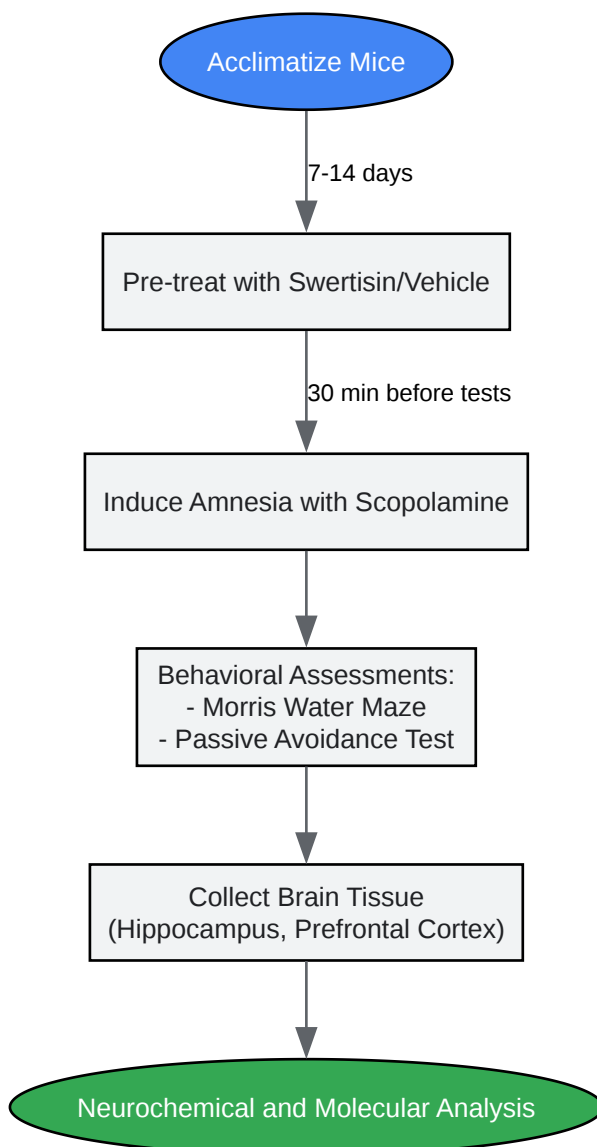 Acclimatize Mice
7-14 days
Pre-treat with Swertisin/Vehicle
30 min before tests
Induce Amnesia with Scopolamine
Behavioral Assessments:
- Morris Water Maze
- Passive Avoidance Test
Collect Brain Tissue
(Hippocampus, Prefrontal Cortex)
Neurochemical and Molecular Analysis